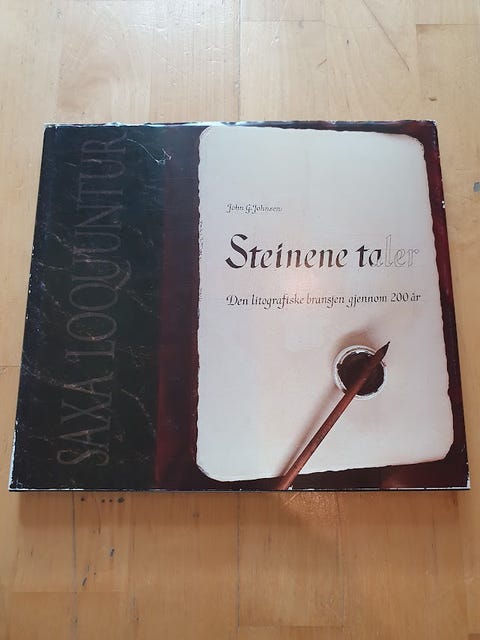 SAXA LOQUUNTUR
John G. Johnsen
Steinene taler
Den litografiske bransjen gjennom 200 år